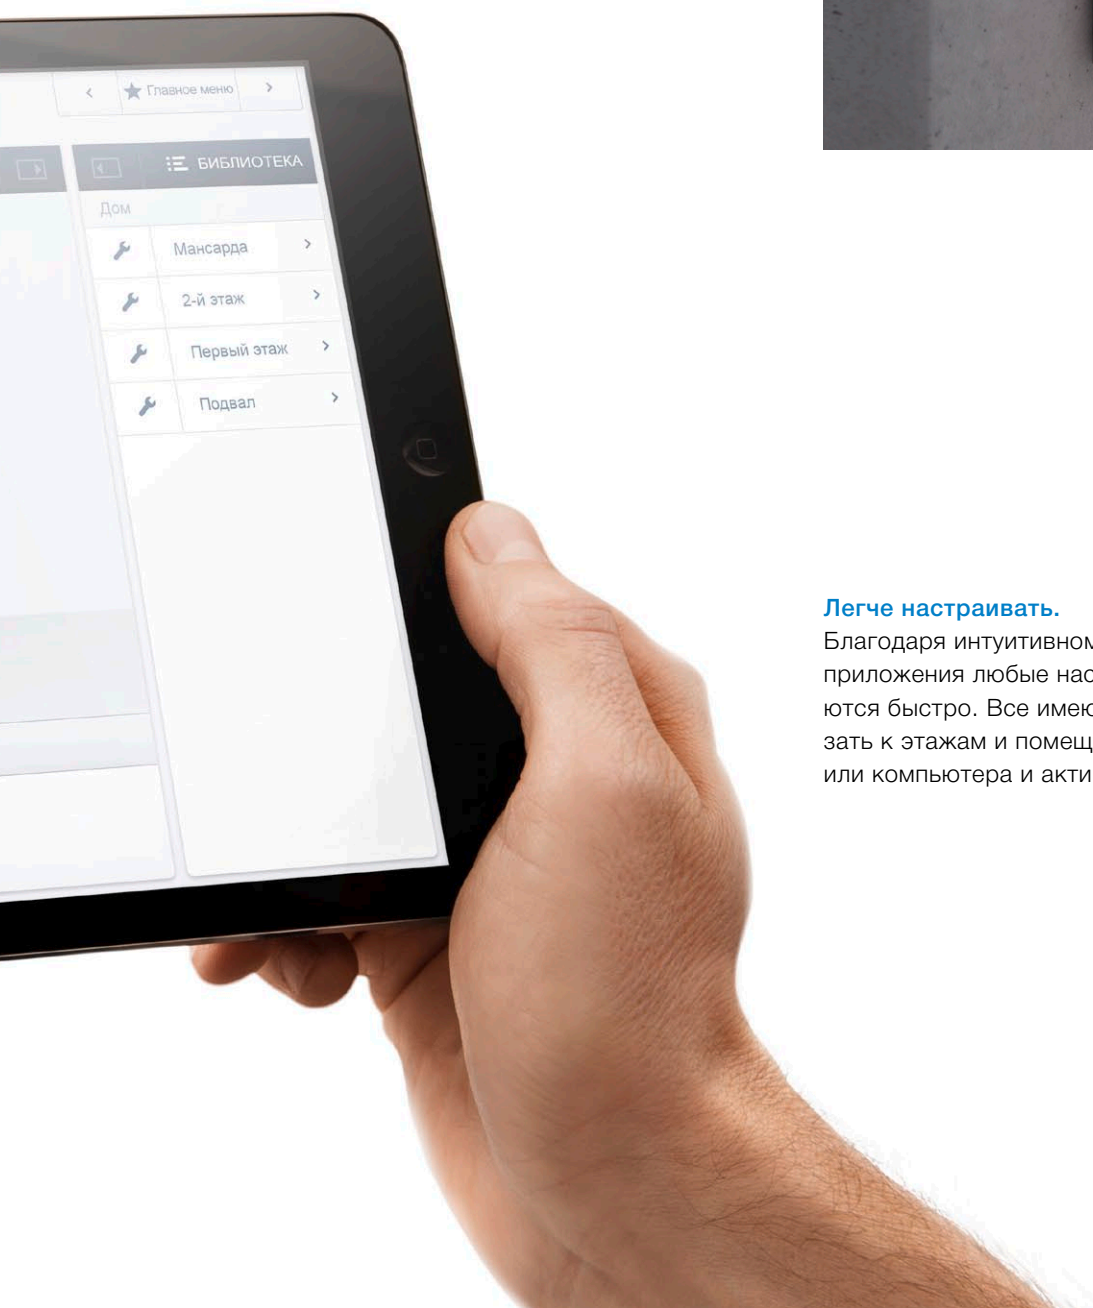 Главное меню
БИБЛИОТЕКА
Дом
Мансарда
2-й этаж
Первый этаж
Подвал
Легче настраивать.
Благодаря интуитивном
приложения любые нас
ются быстро. Все имею
зать к этажам и помещ
или компьютера и акти